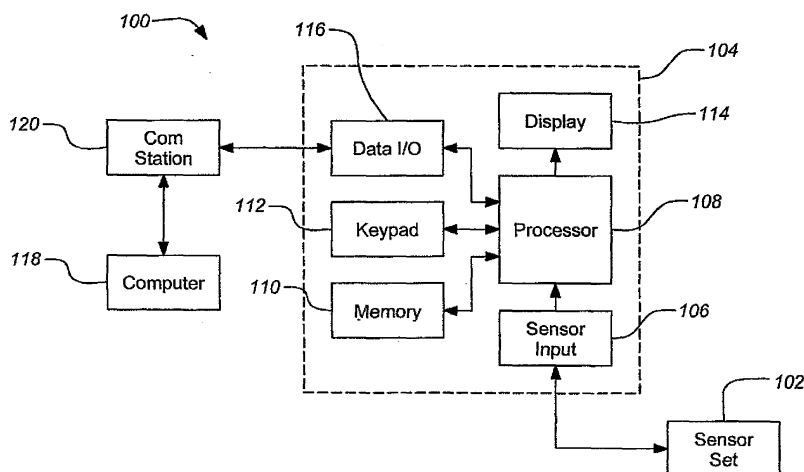 100
116
104
120
Com
Station
Data I/O
Display
114
112
Keypad
Processor
108
118
Computer
110
Memory
Sensor
Input
106
102
Sensor
Set